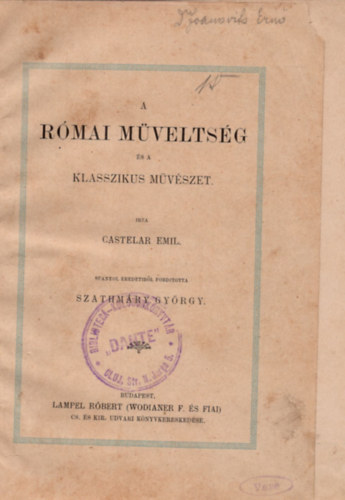 A
RÓMAI MŰVELTSÉG
ÉS A
KLASSZIKUS MŰVÉSZET.
IRTA
CASTELAR EMIL.
SPANYOL EREDETIBŐL FORDITOTTA
SZATHMÁRY GYÖRGY.
„DANTE”
BUDAPEST,
LAMPEL RÓBERT (WODIANER F. ÉS FIAI)
CS. ÉS KIR. UDVARI KÖNYVKERESKEDÉSE.